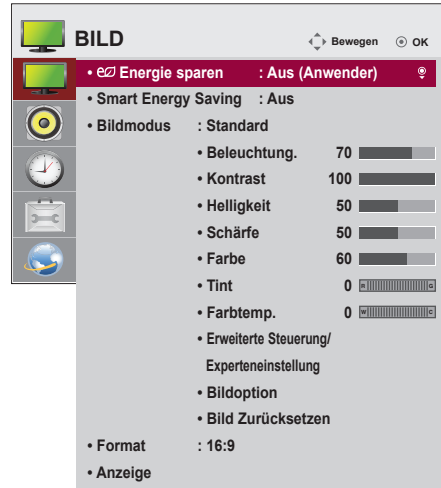 BILD
Bewegen OK
• Energie sparen : Aus (Anwender)
• Smart Energy Saving : Aus
• Bildmodus : Standard
• Beleuchtung. 70
• Kontrast 100
• Helligkeit 50
• Schärfe 50
• Farbe 60
• Tint 0 R G
• Farbtemp. 0 W C
• Erweiterte Steuerung/
Experteneinstellung
• Bildoption
• Bild Zurücksetzen
• Format : 16:9
• Anzeige